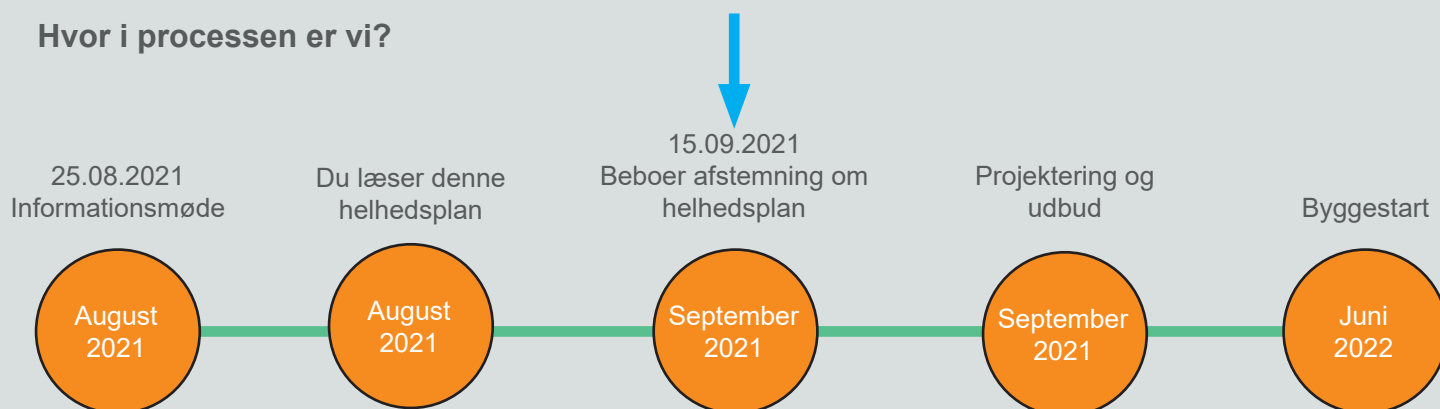 Hvor i processen er vi?
25.08.2021
Informationsmøde
August
2021
Du læser denne
helhedsplan
August
2021
15.09.2021
Beboer afstemning om
helhedsplan
September
2021
Projektering og
udbud
September
2021
Byggestart
Juni
2022